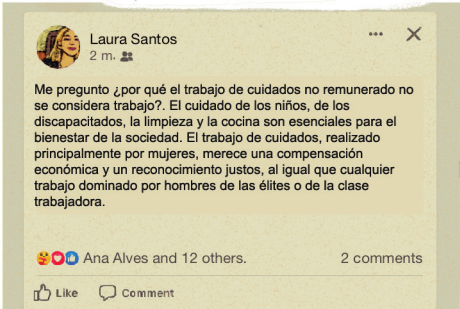 Laura Santos
2 m.
Me pregunto ¿por qué el trabajo de cuidados no remunerado no
se considera trabajo?. El cuidado de los niños, de los
discapacitados, la limpieza y la cocina son esenciales para el
bienestar de la sociedad. El trabajo de cuidados, realizado
principalmente por mujeres, merece una compensación
económica y un reconocimiento justos, al igual que cualquier
trabajo dominado por hombres de las élites o de la clase
trabajadora.
Ana Alves and 12 others. 2 comments
Like Comment